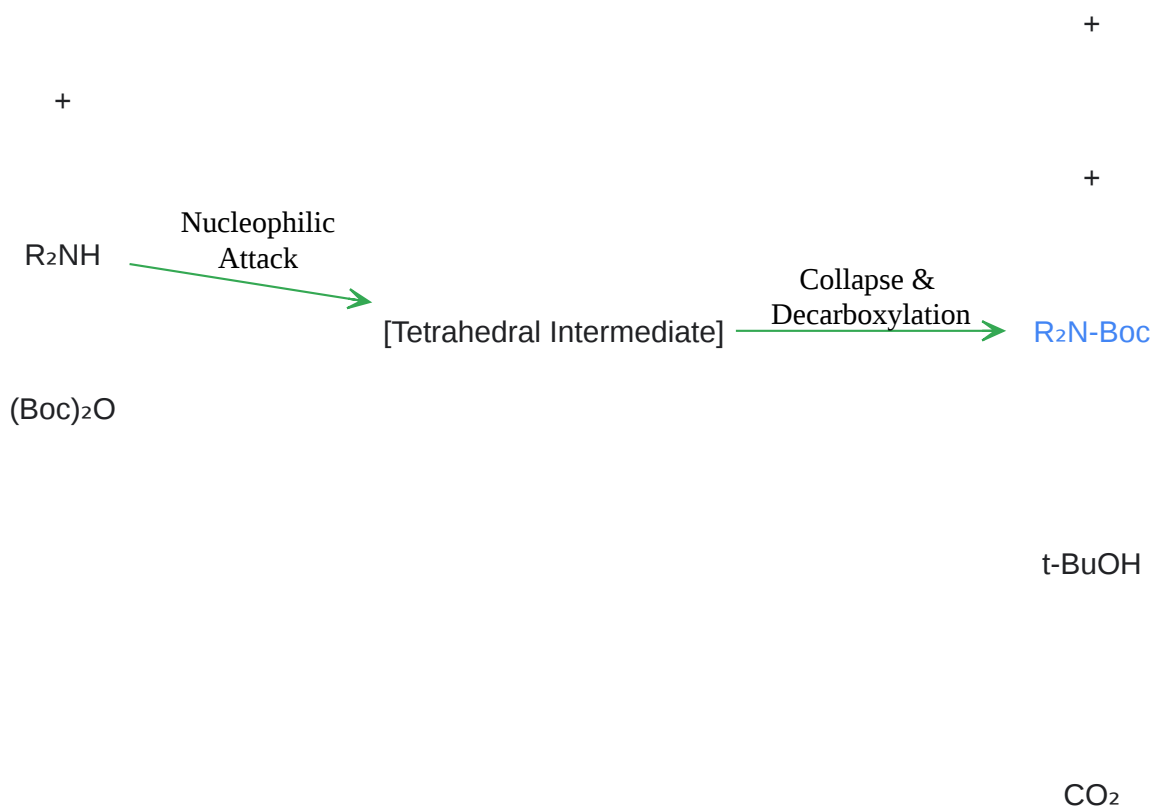 +
+
+
Nucleophilic
Attack
R₂NH
Collapse &
Decarboxylation
[Tetrahedral Intermediate]
R₂N-Boc
(Boc)₂O
t-BuOH
CO₂